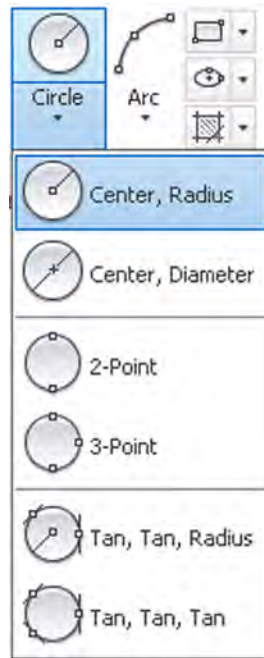 Circle
Arc
Center, Radius
Center, Diameter
2-Point
3-Point
Tan, Tan, Radius
Tan, Tan, Tan